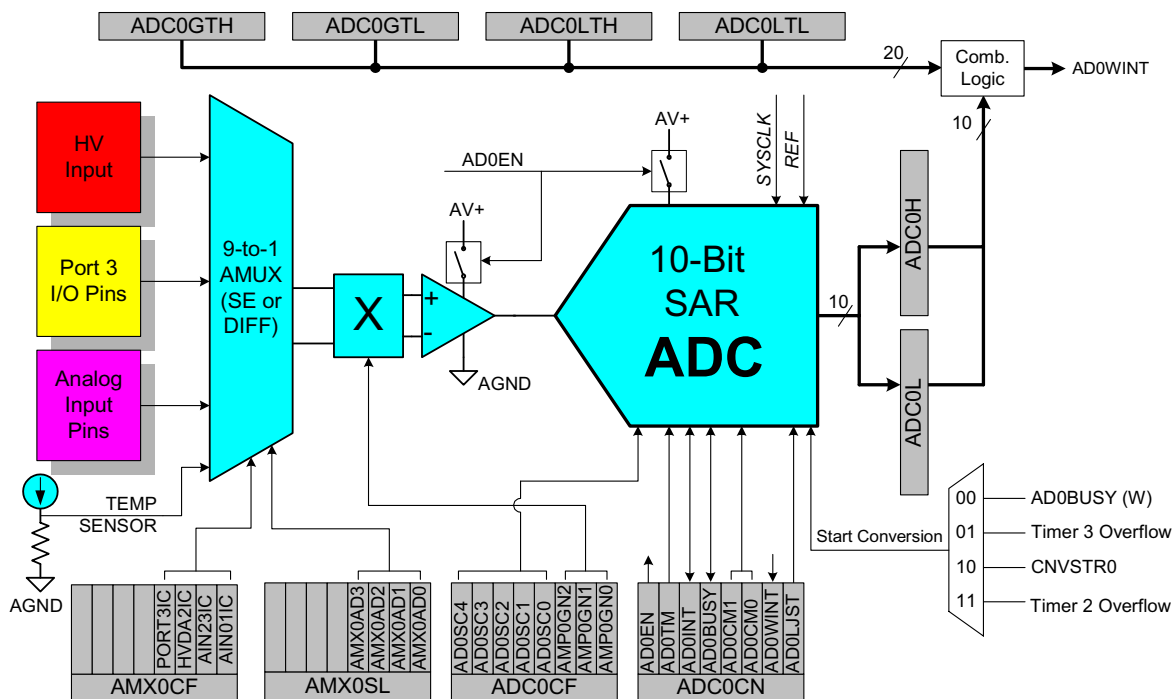 ADC0GTH
ADC0GTL
ADC0LTH
ADC0LTL
20
Comb.
Logic
AD0WINT
10
HV
Input
Port 3
I/O Pins
Analog
Input
Pins
9-to-1
AMUX
(SE or
DIFF)
X
AD0EN
AV+
AV+
+
-
AGND
SYSCLK
REF
10-Bit
SAR
ADC
10
ADC0H
ADC0L
TEMP
SENSOR
AGND
Start Conversion
00
AD0BUSY (W)
01
Timer 3 Overflow
10
CNVSTR0
11
Timer 2 Overflow
PORT3IC
HVDA2IC
AIN23IC
AIN01IC
AMX0CF
AMX0AD3
AMX0AD2
AMX0AD1
AMX0AD0
AMX0SL
AD0SC4
AD0SC3
AD0SC2
AD0SC1
AD0SC0
AMP0GN2
AMP0GN1
AMP0GN0
ADC0CF
AD0EN
AD0TM
AD0INT
AD0BUSY
AD0CM1
AD0CM0
AD0WINT
AD0LJST
ADC0CN